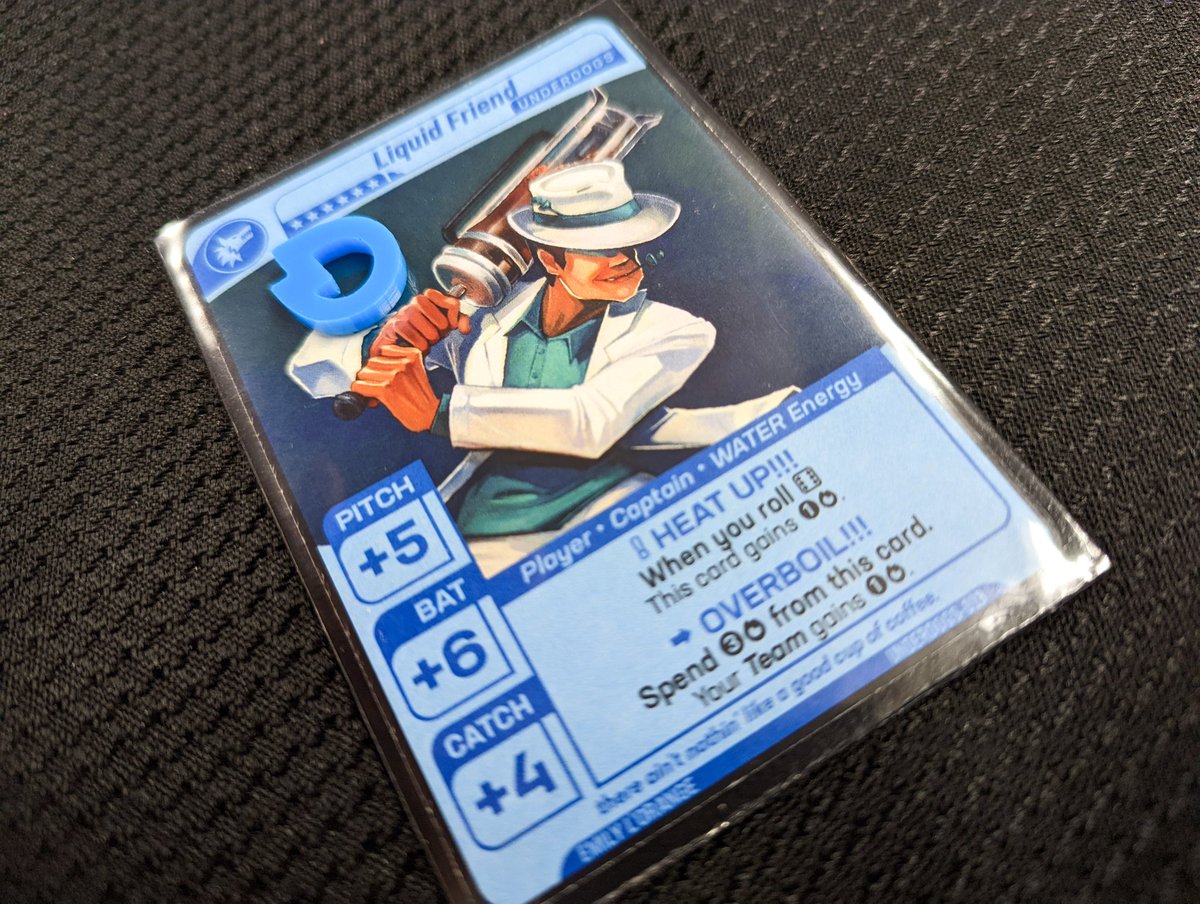 Liquid Friend
UNDERDOGS
PITCH
+5
BAT
+6
CATCH
+4
Player • Captain • WATER Energy
HEAT UP!!!
When you roll
This card gains 1.
OVERBOIL!!!
Spend 3 from this card.
Your Team gains 1.
there ain't nothin' like a good cup of coffee.
EMILY L'ORANGE